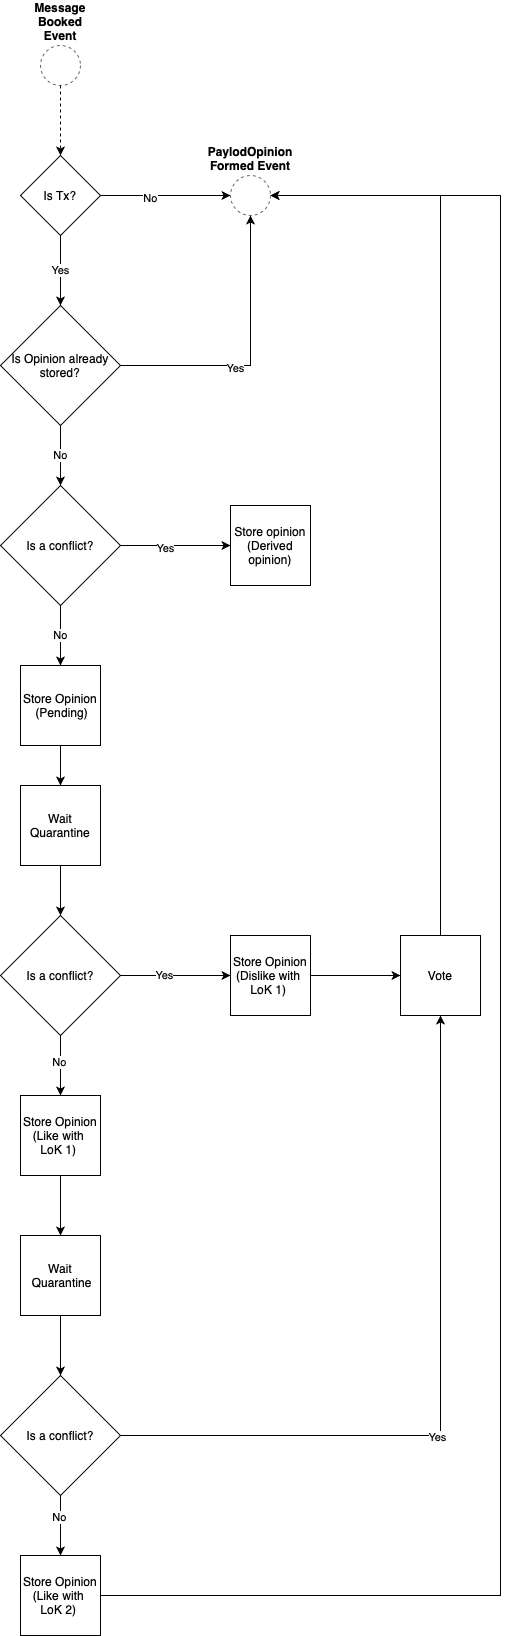 Message
Booked
Event
PaylodOpinion
Formed Event
Is Tx?
No
Yes
Is Opinion already
stored?
Yes
No
Is a conflict?
Yes
Store opinion
(Derived
opinion)
No
Store Opinion
(Pending)
Wait
Quarantine
Is a conflict?
Yes
Store Opinion
(Dislike with
LoK 1)
Vote
No
Store Opinion
(Like with
LoK 1)
Wait
Quarantine
Is a conflict?
Yes
No
Store Opinion
(Like with
LoK 2)